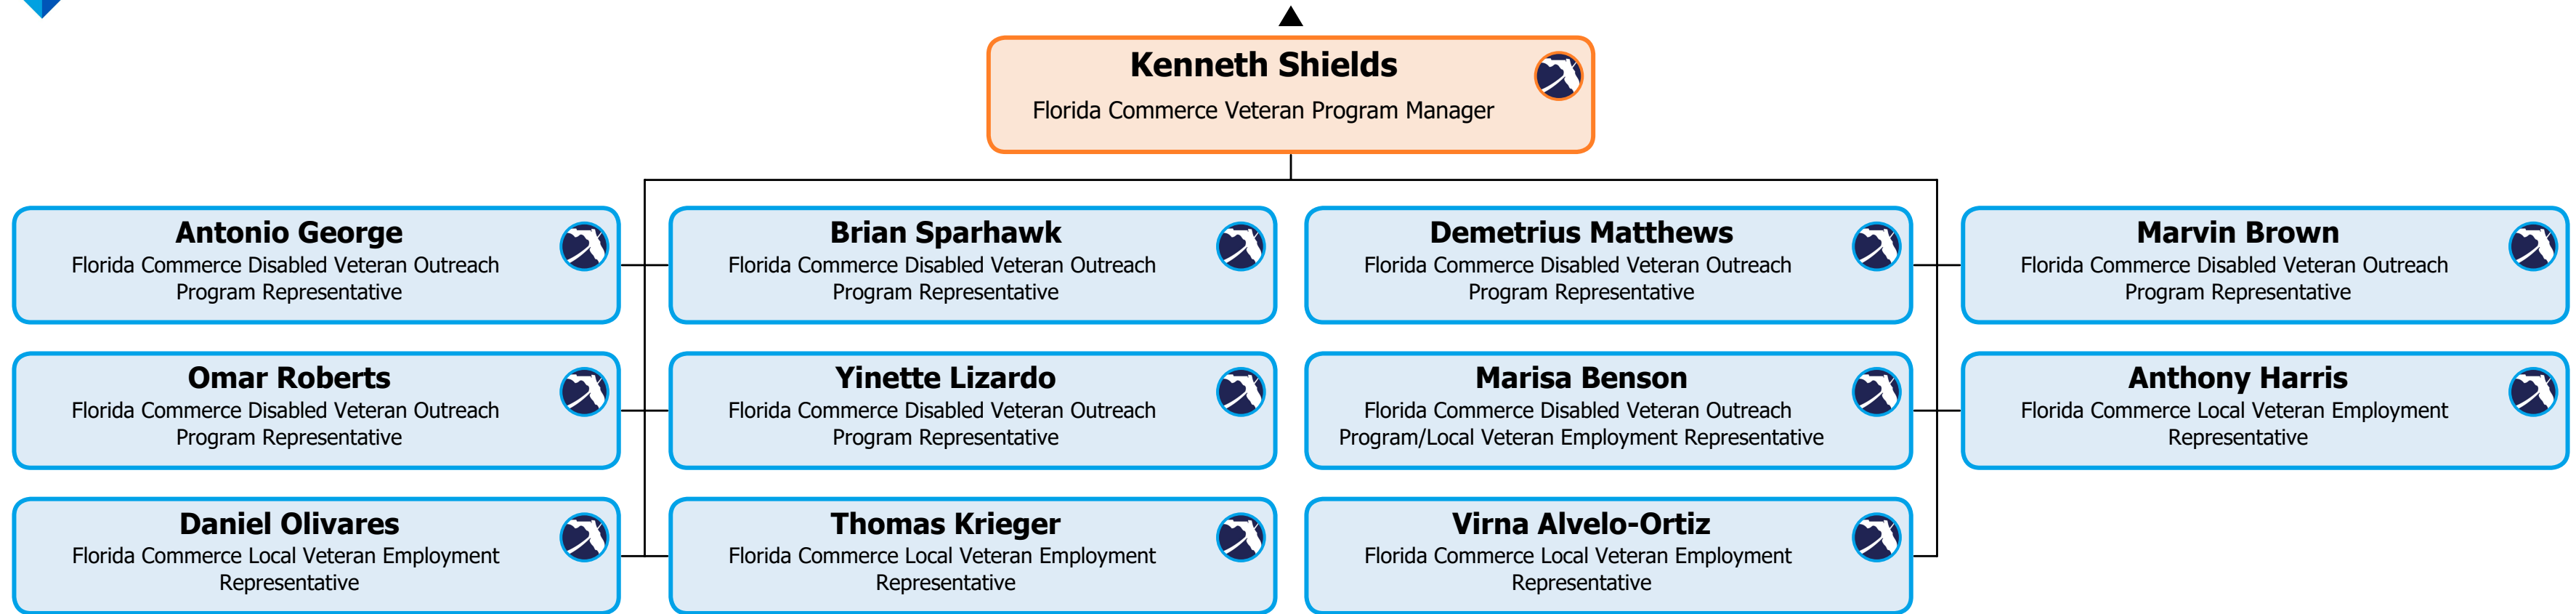 Kenneth Shields
Florida Commerce Veteran Program Manager
Antonio George
Florida Commerce Disabled Veteran Outreach
Program Representative
Brian Sparhawk
Florida Commerce Disabled Veteran Outreach
Program Representative
Demetrius Matthews
Florida Commerce Disabled Veteran Outreach
Program Representative
Marvin Brown
Florida Commerce Disabled Veteran Outreach
Program Representative
Omar Roberts
Florida Commerce Disabled Veteran Outreach
Program Representative
Yinette Lizardo
Florida Commerce Disabled Veteran Outreach
Program Representative
Marisa Benson
Florida Commerce Disabled Veteran Outreach
Program/Local Veteran Employment Representative
Anthony Harris
Florida Commerce Local Veteran Employment
Representative
Daniel Olivares
Florida Commerce Local Veteran Employment
Representative
Thomas Krieger
Florida Commerce Local Veteran Employment
Representative
Virna Alvelo-Ortiz
Florida Commerce Local Veteran Employment
Representative